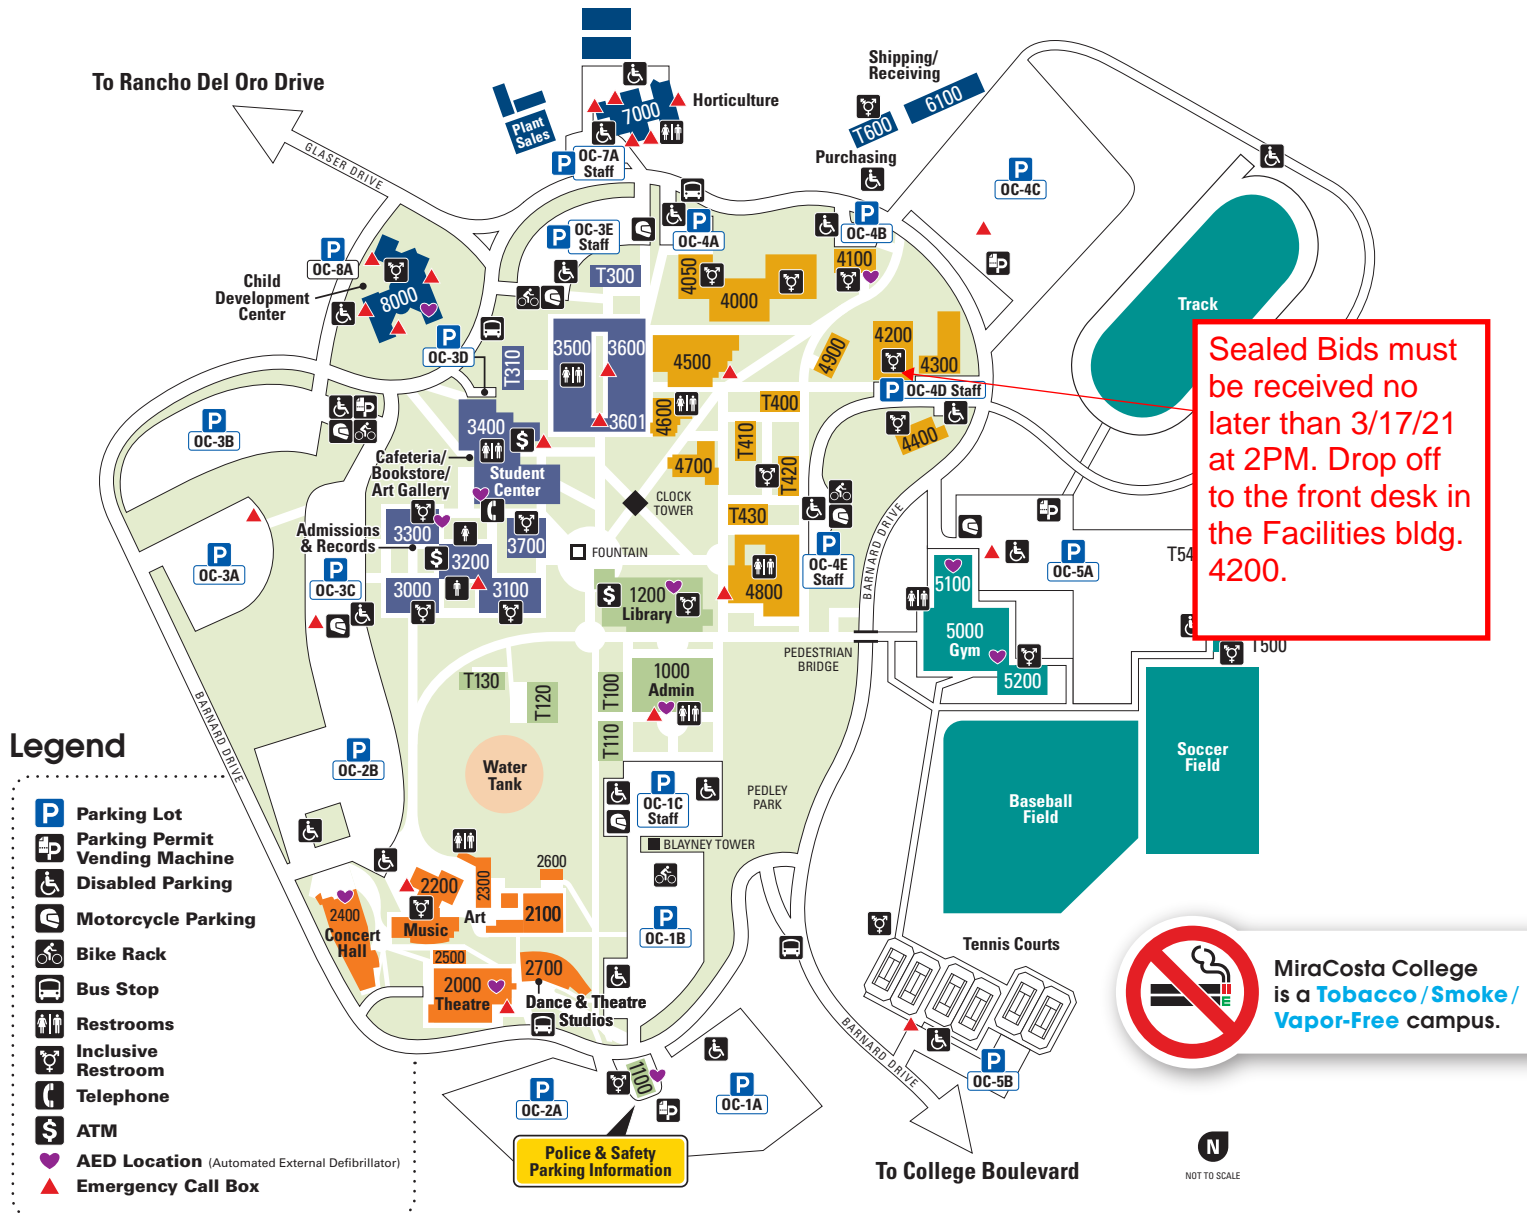 To Rancho Del Oro Drive
GLASER DRIVE
Plant
Sales
7000
Horticulture
P OC-7A
Staff
Shipping/
Receiving
6100
T600
Purchasing
P
OC-4C
P OC-3E
Staff
P
OC-4A
P
OC-4B
P
OC-8A
Child
Development
Center
8000
T300
4050
4000
4100
Track
P
OC-3D
T310
3500
3600
3601
4500
4900
4200
4300
P OC-4D Staff
4400
4600
T400
T410
T420
4700
T430
Sealed Bids must
be received no
later than 3/17/21
at 2PM. Drop off
to the front desk in
the Facilities bldg.
4200.
P
OC-3B
3400
Cafeteria/
Bookstore/
Art Gallery
Student
Center
CLOCK
TOWER
Admissions
& Records
3300
3200
3700
3000
3100
FOUNTAIN
P
OC-3A
P
OC-3C
1200
Library
4800
P
OC-4E
Staff
BARNARD DRIVE
P
OC-5A
T54
5100
5000
Gym
5200
T500
PEDESTRIAN
BRIDGE
T130
T120
T100
T110
1000
Admin
BARNARD DRIVE
P
OC-2B
Water
Tank
P
OC-1C
Staff
PEDLEY
PARK
BLAYNEY TOWER
Baseball
Field
Soccer
Field
2400
Concert
Hall
2200
Music
2300
Art
2600
2100
2500
2000
Theatre
2700
Dance & Theatre
Studios
P
OC-1B
Tennis Courts
P
OC-5B
BARNARD DRIVE
To College Boulevard
P
OC-2A
1100
P
OC-1A
Police & Safety
Parking Information
MiraCosta College
is a Tobacco/Smoke/
Vapor-Free campus.
E
N
NOT TO SCALE
Legend
P Parking Lot
P Parking Permit
Vending Machine
Disabled Parking
Motorcycle Parking
Bike Rack
Bus Stop
Restrooms
Inclusive
Restroom
Telephone
$ ATM
AED Location (Automated External Defibrillator)
Emergency Call Box